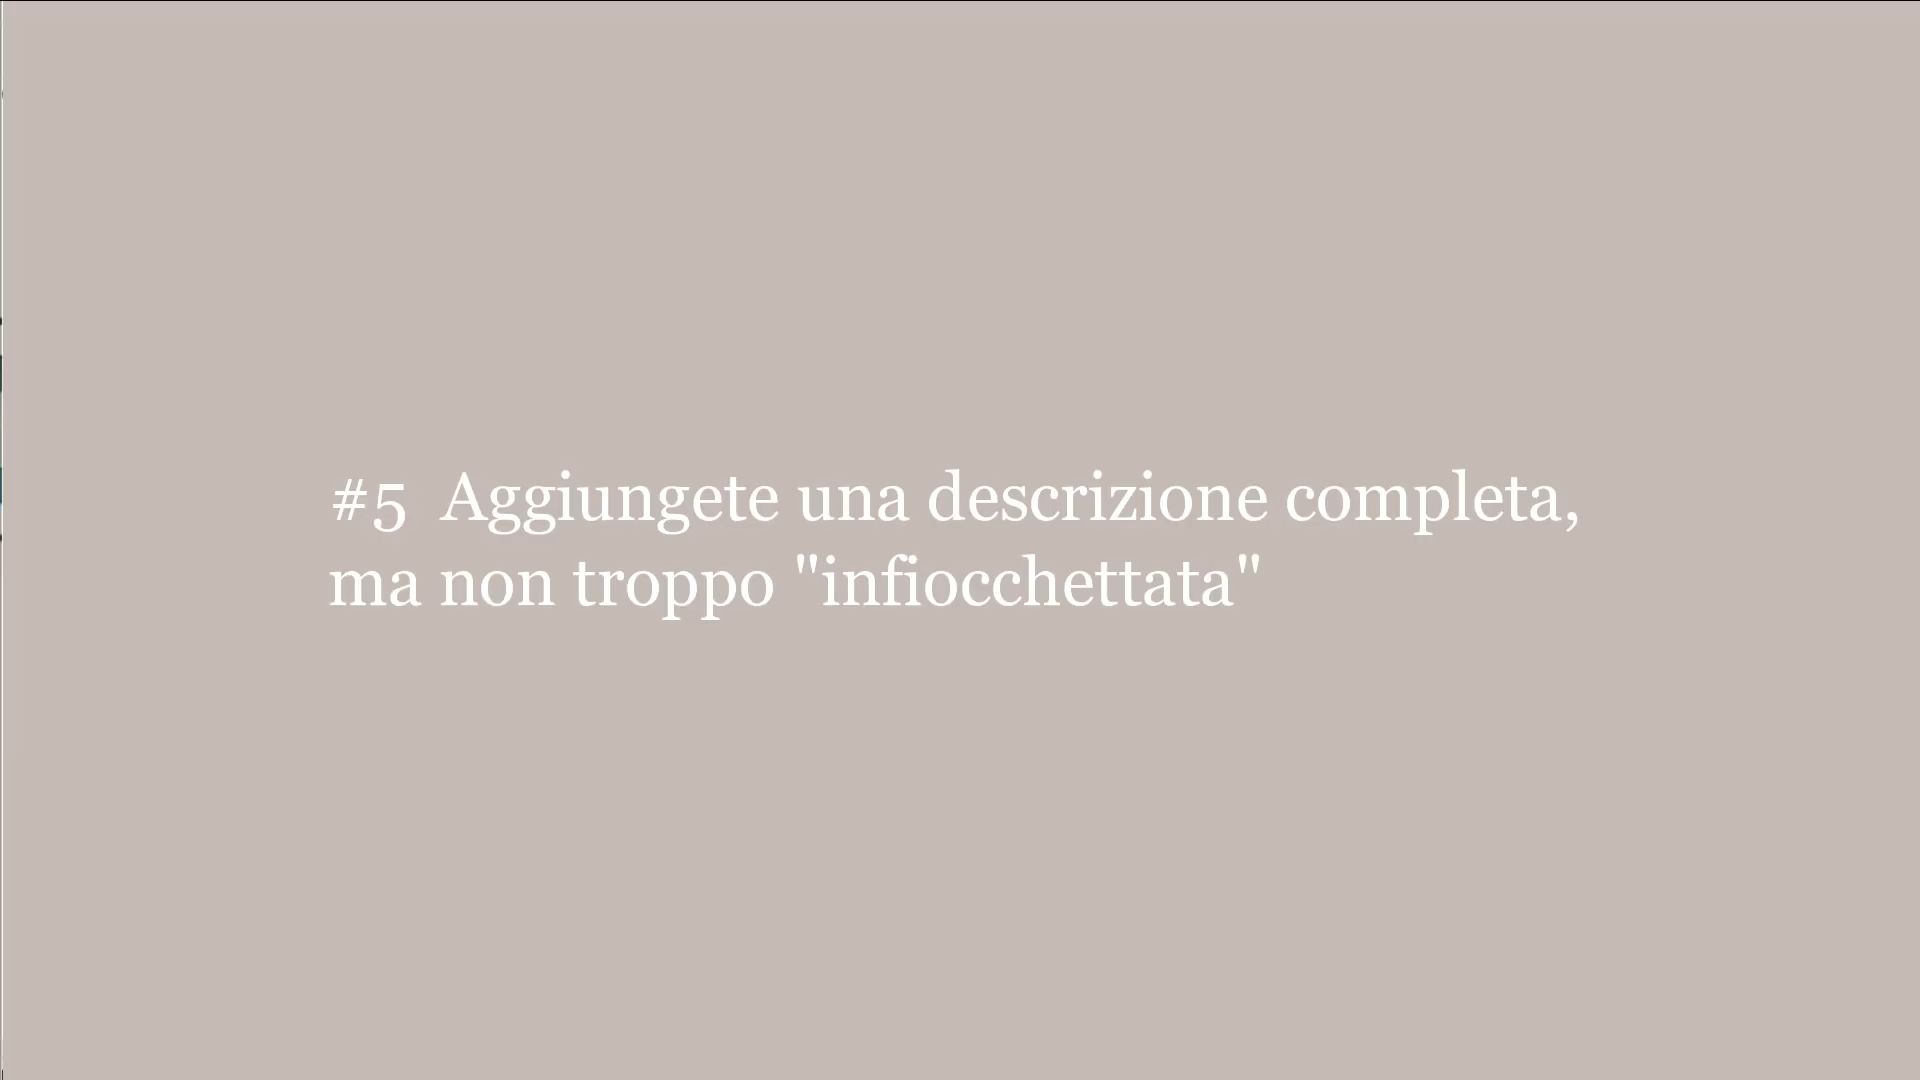 #5  Aggiungete una descrizione completa,
ma non troppo "infiocchettata"